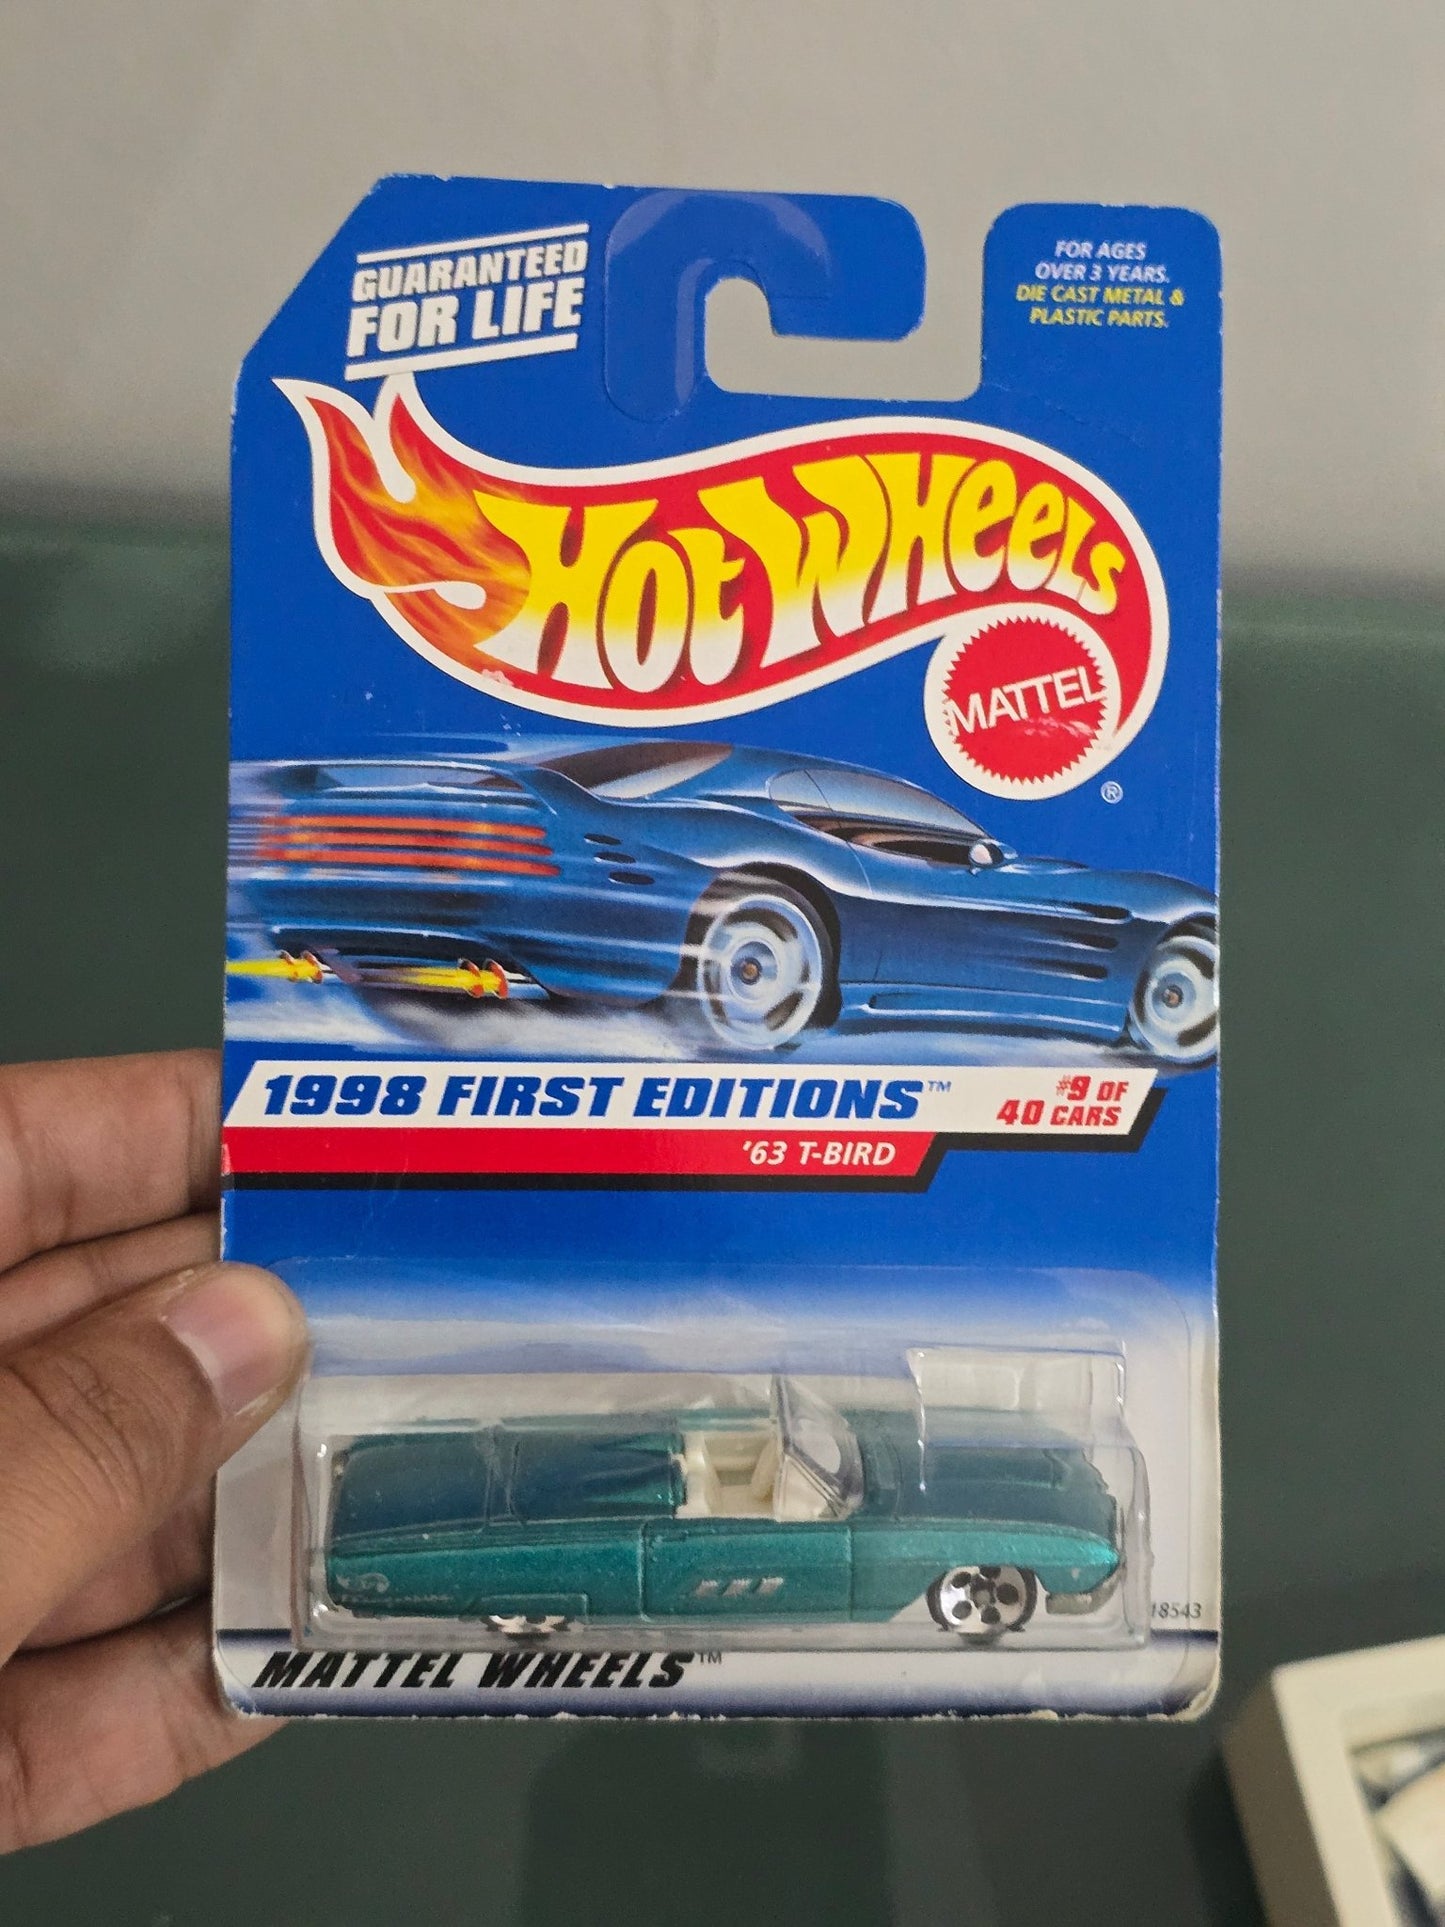 GUARANTEED
FOR LIFE
FOR AGES
OVER 3 YEARS.
DIE CAST METAL &
PLASTIC PARTS.
HOT WHEELS
MATTEL
®
1998 FIRST EDITIONS™
#9 OF
40 CARS
'63 T-BIRD
18543
MATTEL WHEELS™